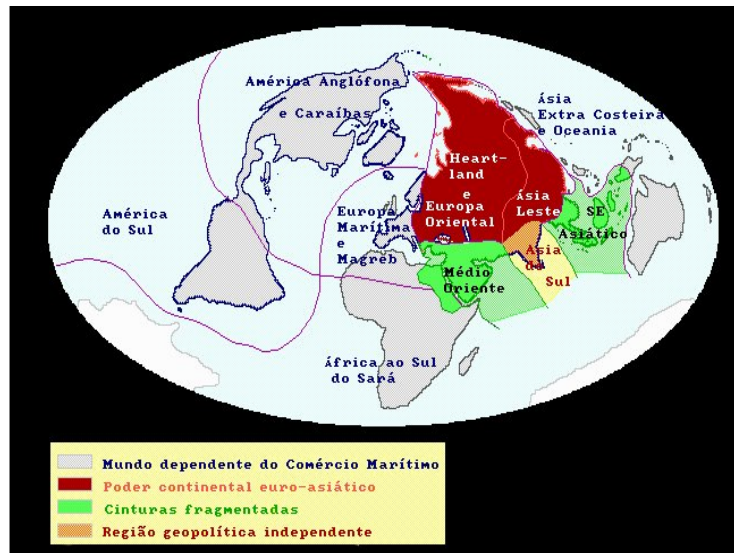 América Anglófona
e Caraíbas
Ásia
Extra Costeira
e Oceania
Heart-
land
e
Europa
Oriental
Ásia
Leste
América
do Sul
Europa
Marítima
e
Magreb
SE
Asiático
Ásia
do
Sul
Médio
Oriente
África ao Sul
do Sará
Mundo dependente do Comércio Marítimo
Poder continental euro-asiático
Cinturas fragmentadas
Região geopolítica independente